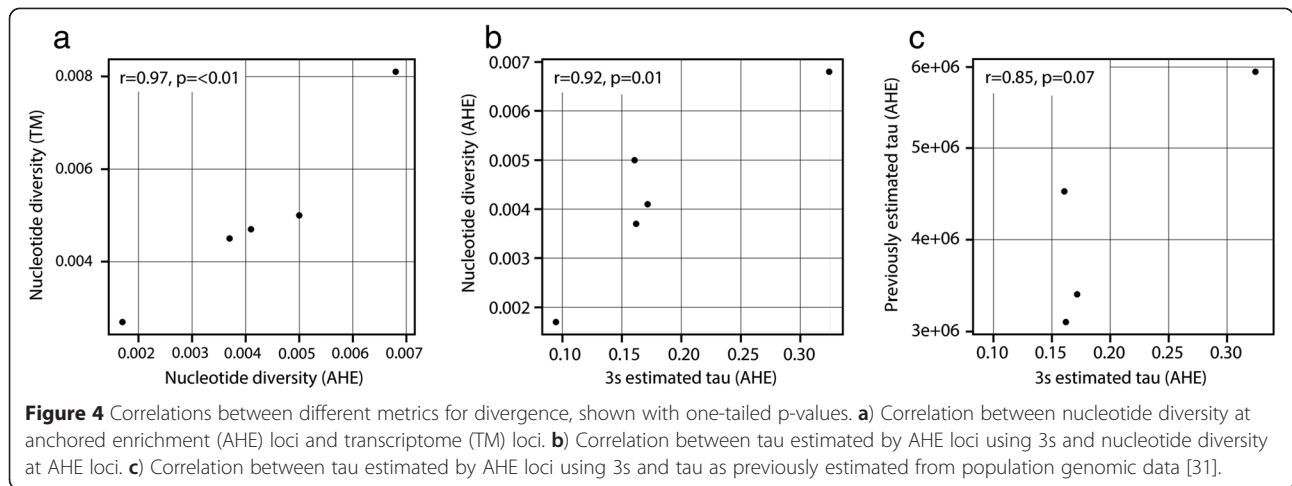 a
r=0.97, p=<0.01
Nucleotide diversity (TM)
0.008
0.006
0.004
0.002 0.003 0.004 0.005 0.006 0.007
Nucleotide diversity (AHE)
b
r=0.92, p=0.01
Nucleotide diversity (AHE)
0.007
0.006
0.005
0.004
0.003
0.002
0.10 0.15 0.20 0.25 0.30
3s estimated tau (AHE)
c
r=0.85, p=0.07
Previously estimated tau (AHE)
6e+06
5e+06
4e+06
3e+06
0.10 0.15 0.20 0.25 0.30
3s estimated tau (AHE)
Figure 4 Correlations between different metrics for divergence, shown with one-tailed p-values. a) Correlation between nucleotide diversity at
anchored enrichment (AHE) loci and transcriptome (TM) loci. b) Correlation between tau estimated by AHE loci using 3s and nucleotide diversity
at AHE loci. c) Correlation between tau estimated by AHE loci using 3s and tau as previously estimated from population genomic data [31].